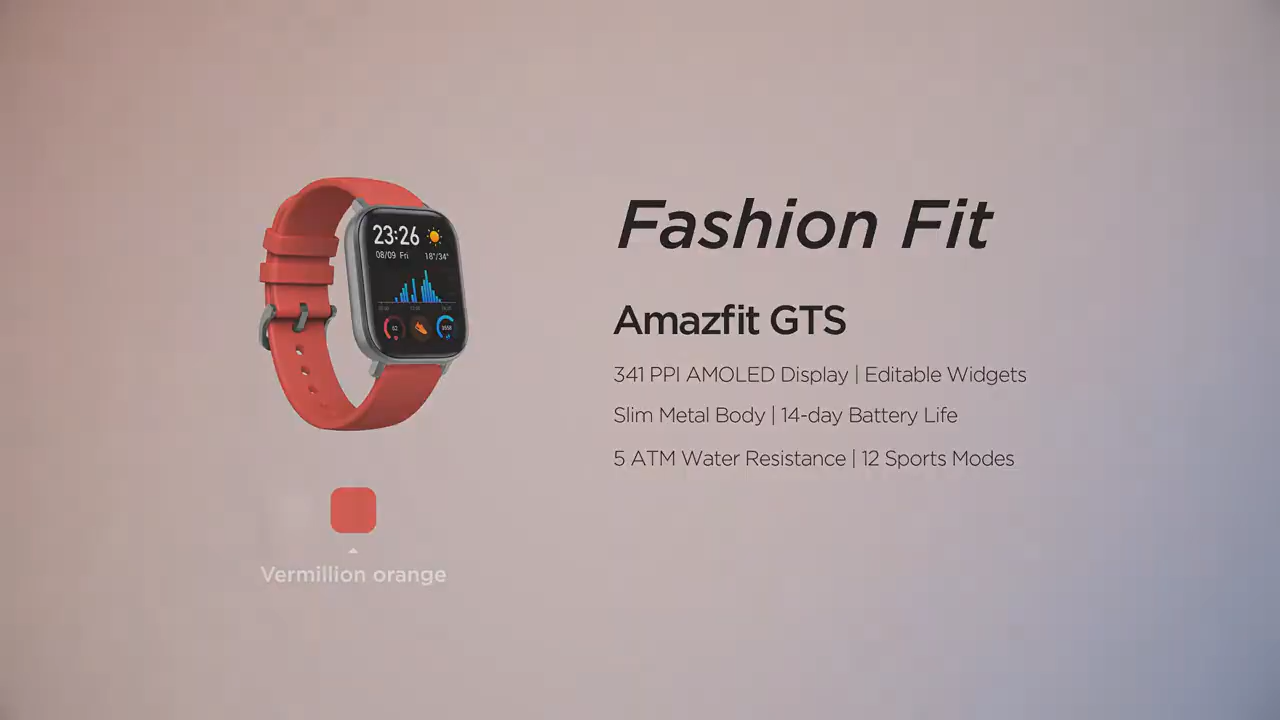 23:26
08/09 Fri 18°/34°
62
Fashion Fit
Amazfit GTS
341 PPI AMOLED Display | Editable Widgets
Slim Metal Body | 14-day Battery Life
5 ATM Water Resistance | 12 Sports Modes
Vermillion orange